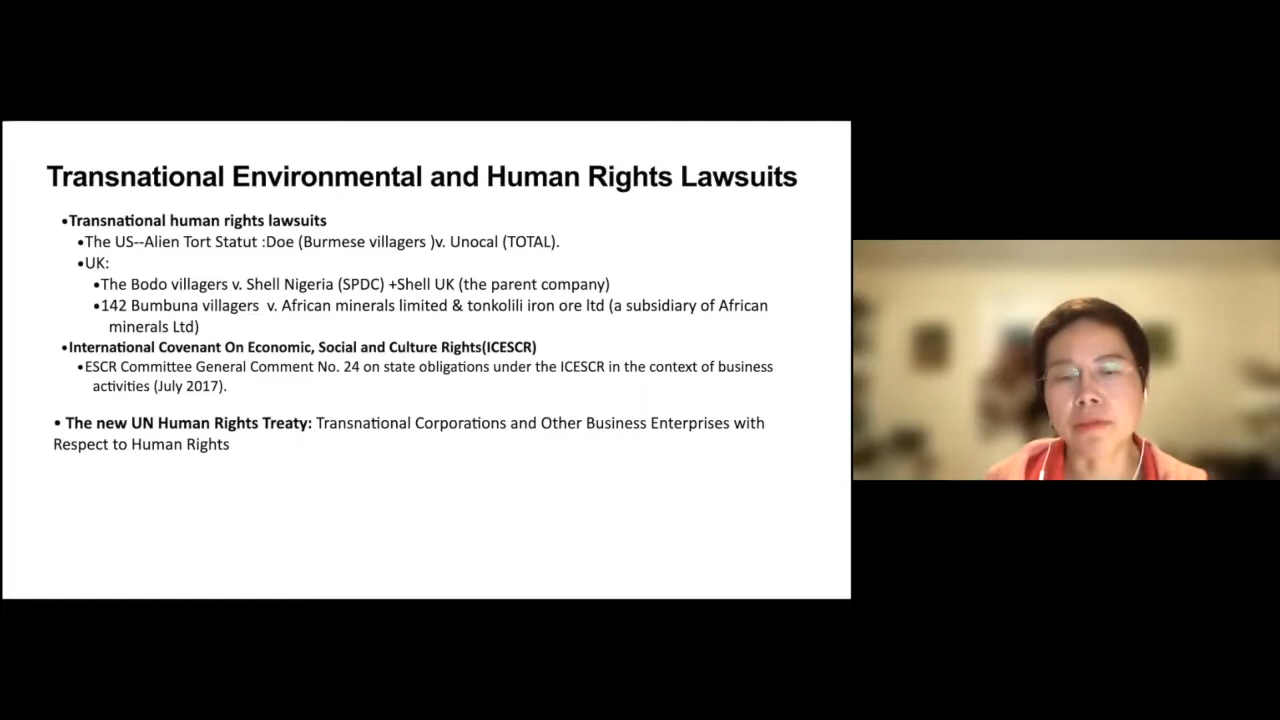 Transnational Environmental and Human Rights Lawsuits
•Transnational human rights lawsuits
•The US--Alien Tort Statut :Doe (Burmese villagers )v. Unocal (TOTAL).
•UK:
•The Bodo villagers v. Shell Nigeria (SPDC) +Shell UK (the parent company)
•142 Bumbuna villagers v. African minerals limited & tonkolili iron ore ltd (a subsidiary of African
minerals Ltd)
•International Covenant On Economic, Social and Culture Rights(ICESCR)
•ESCR Committee General Comment No. 24 on state obligations under the ICESCR in the context of business
activities (July 2017).
• The new UN Human Rights Treaty: Transnational Corporations and Other Business Enterprises with
Respect to Human Rights